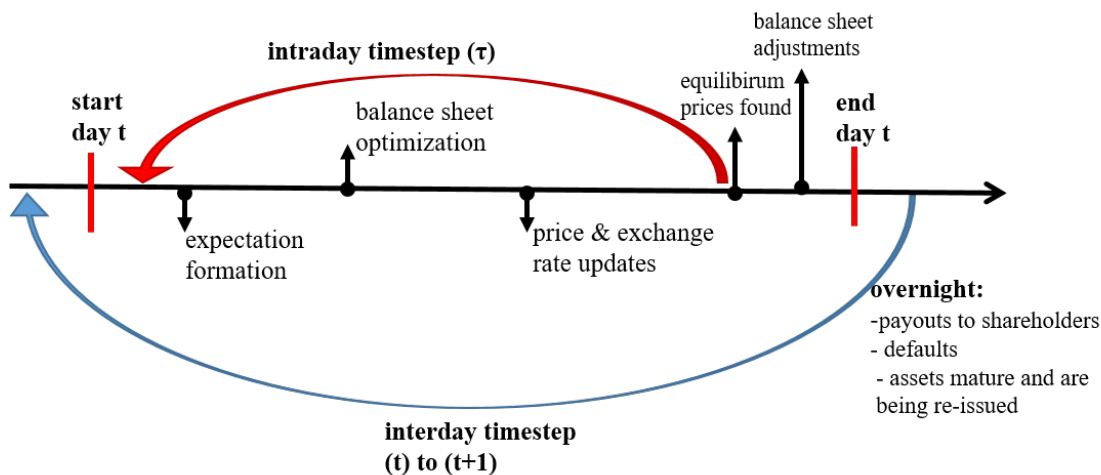 balance sheet
adjustments
intraday timestep (τ)
equilibirum
prices found
start
day t
balance sheet
optimization
end
day t
expectation
formation
price & exchange
rate updates
overnight:
-payouts to shareholders
- defaults
- assets mature and are
being re-issued
interday timestep
(t) to (t+1)